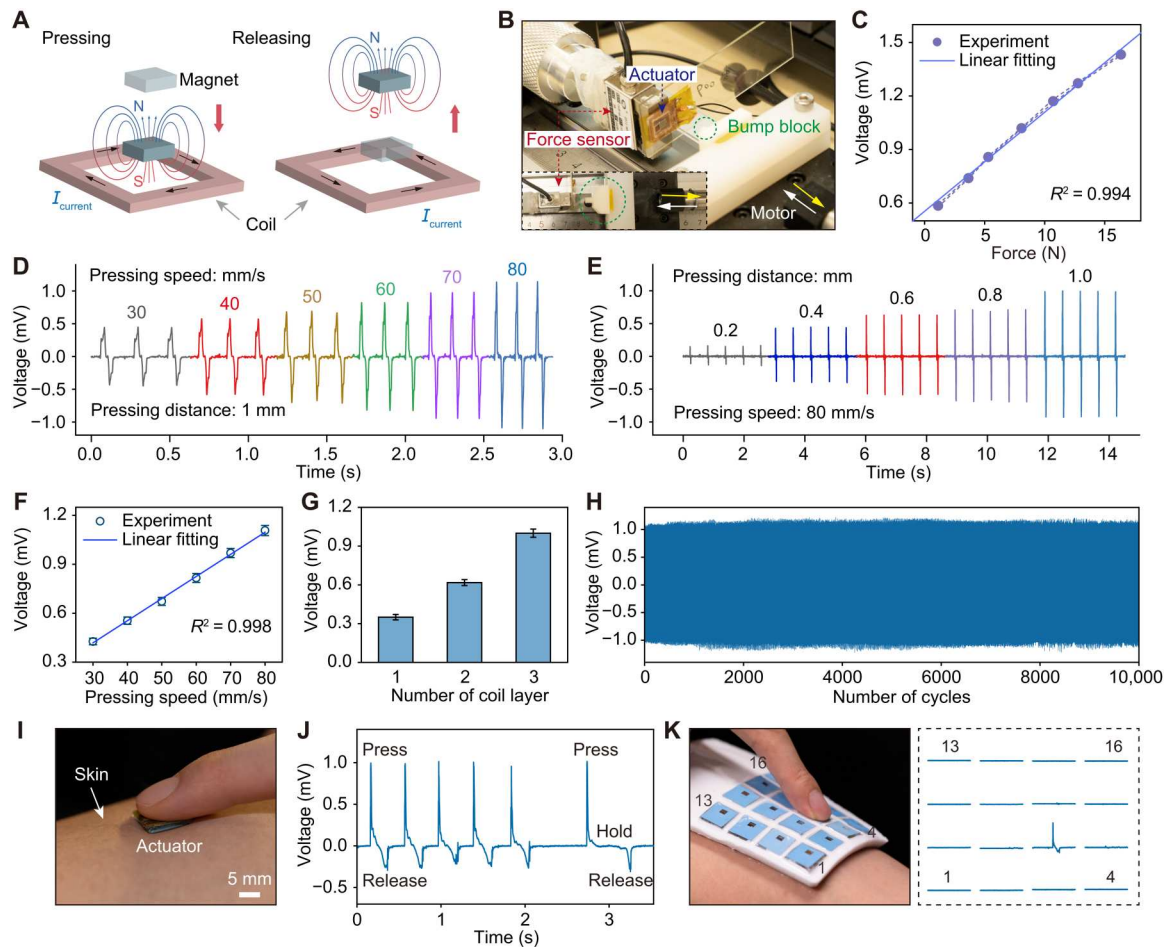 A
Pressing
Releasing
N
Magnet
S
I current
Coil
N
S
I current
B
Actuator
Force sensor
Bump block
Motor
C
Voltage (mV)
1.5
1.2
0.9
0.6
Experiment
Linear fitting
R² = 0.994
0 5 10 15
Force (N)
D
Voltage (mV)
1.0
0.5
0.0
−0.5
−1.0
Pressing speed: mm/s
30 40 50 60 70 80
Pressing distance: 1 mm
0.0 0.5 1.0 1.5 2.0 2.5 3.0
Time (s)
E
Voltage (mV)
1.0
0.5
0.0
−0.5
−1.0
Pressing distance: mm
0.2 0.4 0.6 0.8 1.0
Pressing speed: 80 mm/s
0 2 4 6 8 10 12 14
Time (s)
F
Voltage (mV)
1.2
0.9
0.6
0.3
Experiment
Linear fitting
R² = 0.998
30 40 50 60 70 80
Pressing speed (mm/s)
G
Voltage (mV)
1.2
0.9
0.6
0.3
0.0
1 2 3
Number of coil layer
H
Voltage (mV)
1.0
0.5
0.0
−0.5
−1.0
0 2000 4000 6000 8000 10,000
Number of cycles
I
Skin
Actuator
5 mm
J
Voltage (mV)
1.0
0.5
0.0
−0.5
Press
Release
Press
Hold
Release
0 1 2 3
Time (s)
K
16
13
4
1
13 16
1 4